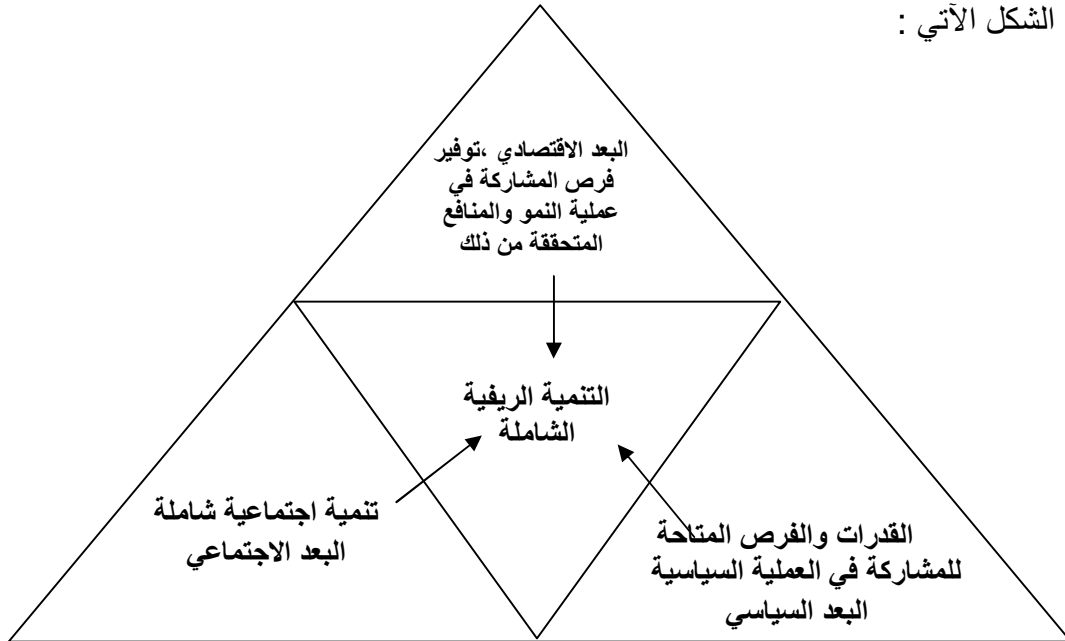 الشكل الآتي :
البعد الاقتصادي ،توفير
فرص المشاركة في
عملية النمو والمنافع
المتحققة من ذلك
التنمية الريفية
الشاملة
تنمية اجتماعية شاملة
البعد الاجتماعي
القدرات والفرص المتاحة
للمشاركة في العملية السياسية
البعد السياسي